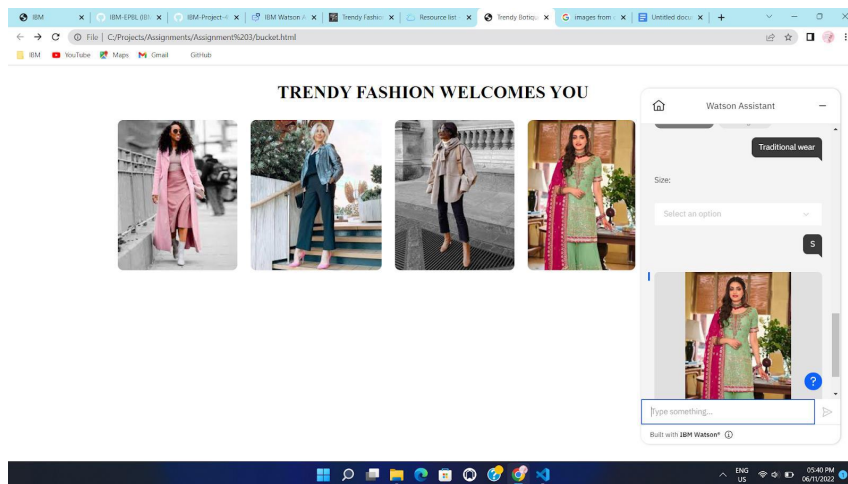 IBM
IBM-EPBL (IBM
IBM-Project-4
IBM Watson A
Trendy Fashio
Resource list
Trendy Botiqu
images from
Untitled docu
File | C:/Projects/Assignments/Assignment%203/bucket.html
IBM
YouTube
Maps
Gmail
GitHub
TRENDY FASHION WELCOMES YOU
Watson Assistant
Traditional wear
Size:
Select an option
S
?
Type something...
Built with IBM Watson®
ENG
US
05:40 PM
06/11/2022